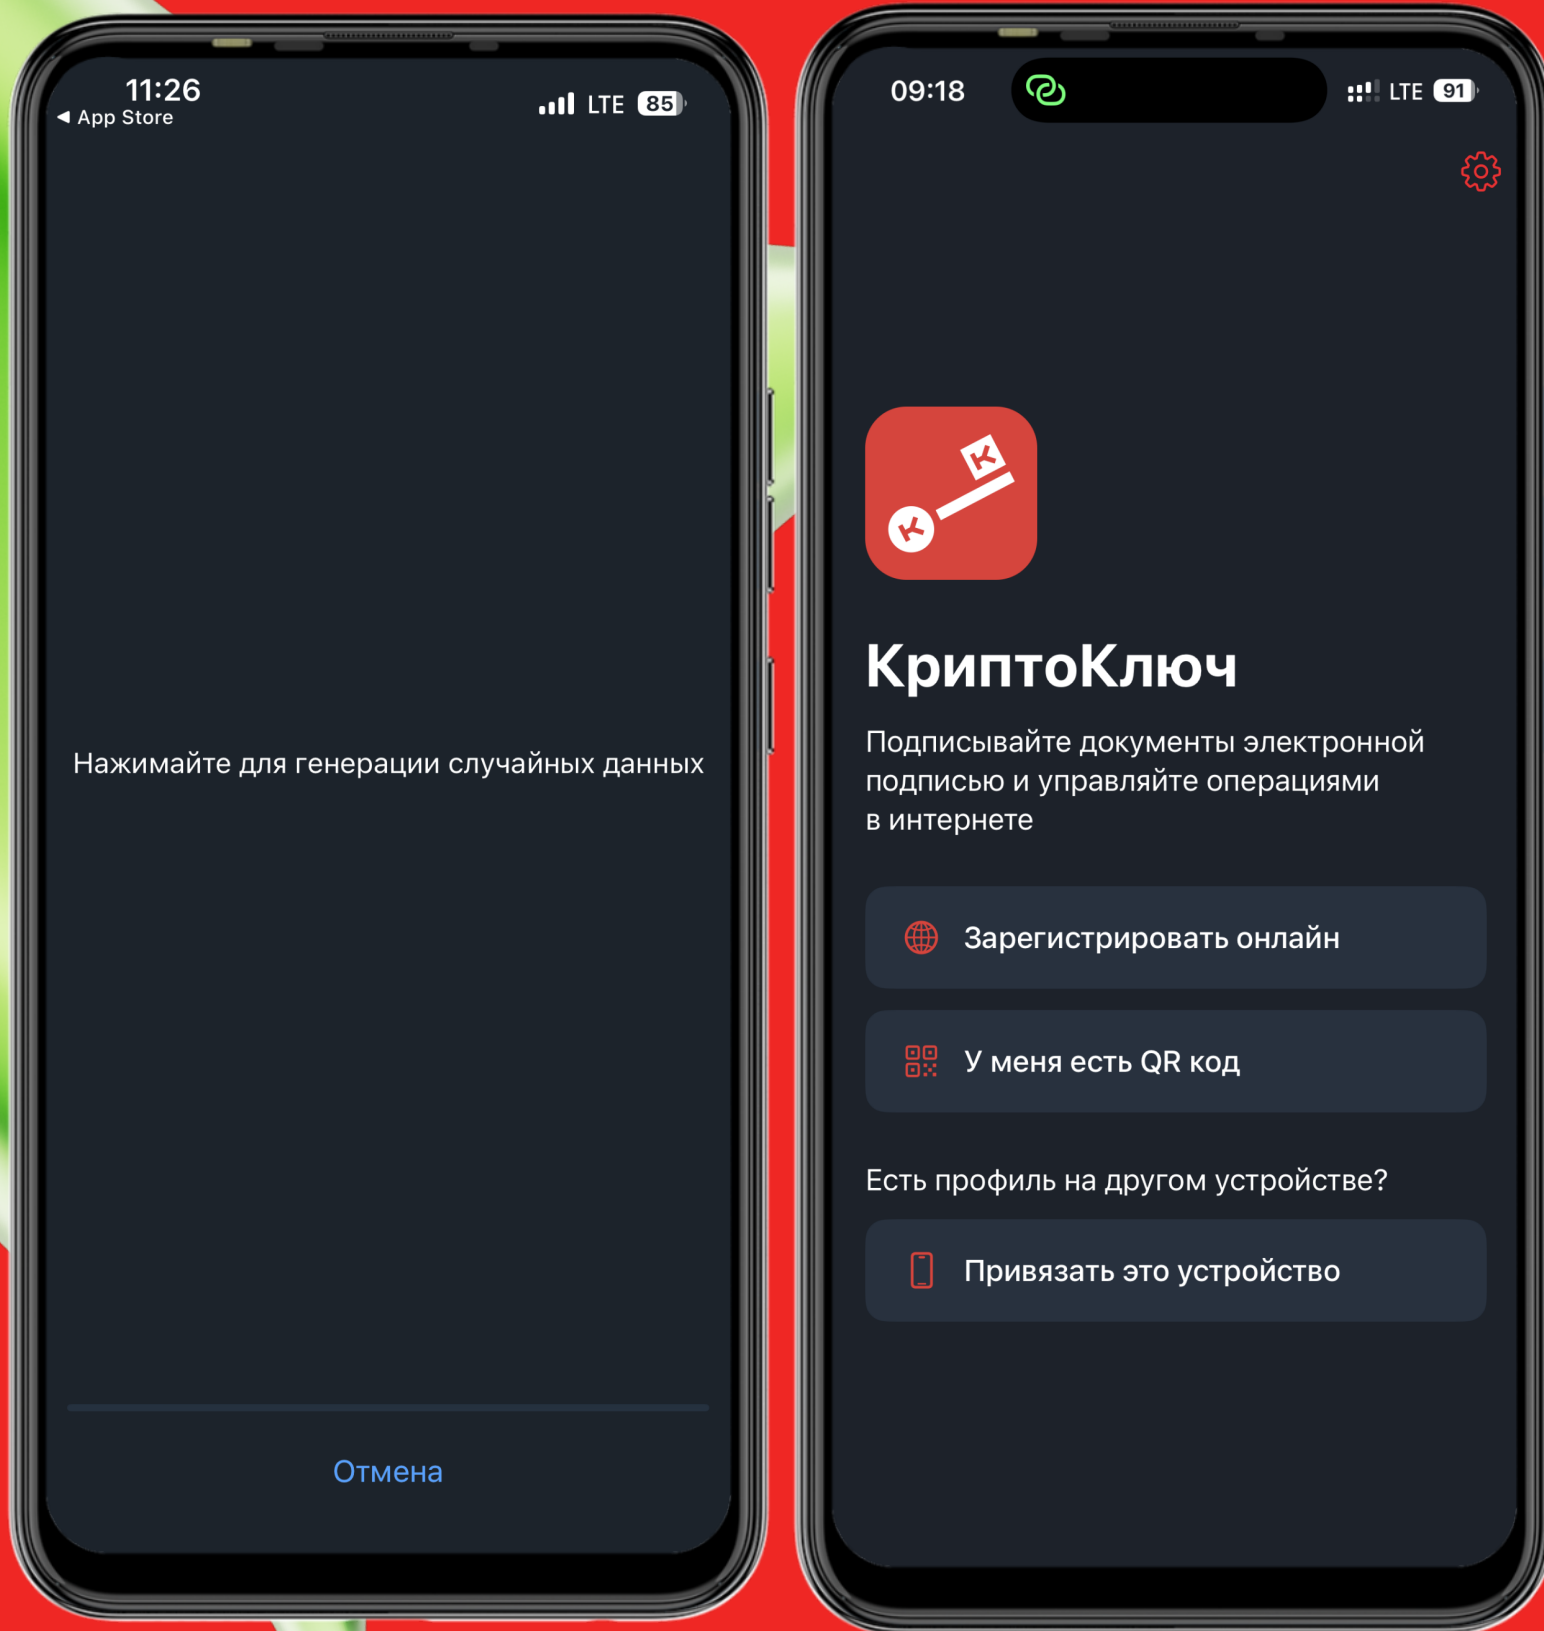 11:26
App Store
LTE 85
Нажимайте для генерации случайных данных
Отмена
09:18
LTE 91
К
К
КриптоКлюч
Подписывайте документы электронной
подписью и управляйте операциями
в интернете
Зарегистрировать онлайн
У меня есть QR код
Есть профиль на другом устройстве?
Привязать это устройство